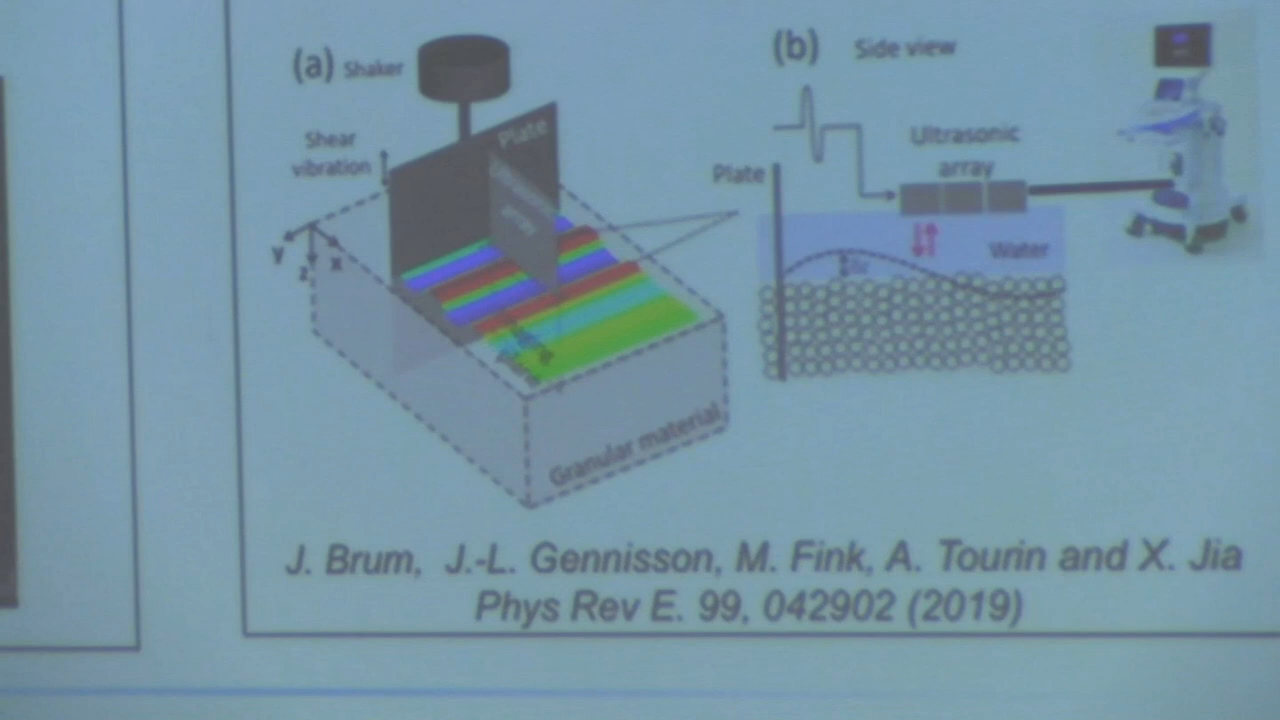 (a) Shaker
Shear
vibration
Plate
y
x
z
Granular material
(b) Side view
Ultrasonic
array
Plate
Water
J. Brum, J.-L. Gennisson, M. Fink, A. Tourin and X. Jia
Phys Rev E. 99, 042902 (2019)